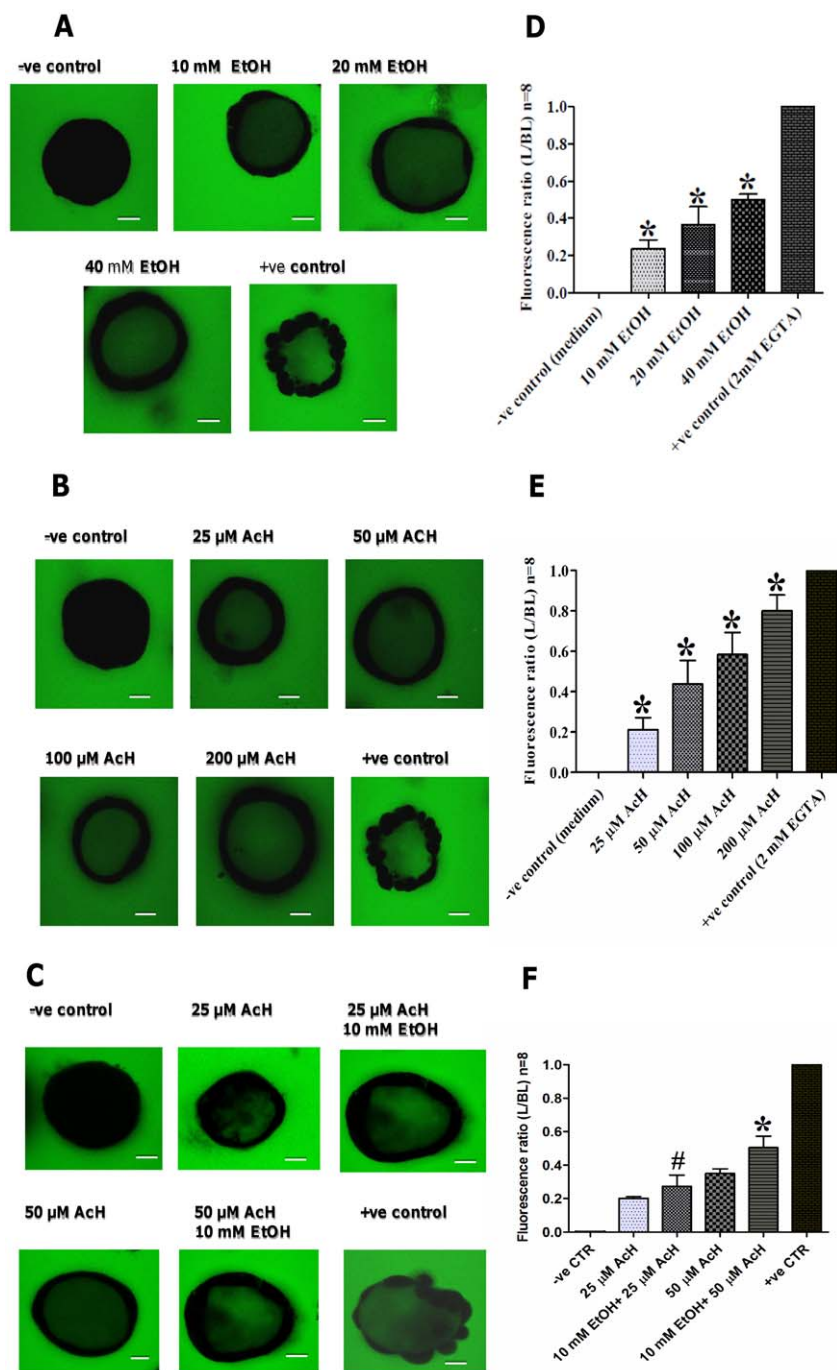 A
-ve control
10 mM EtOH
20 mM EtOH
40 mM EtOH
+ve control
D
Fluorescence ratio (L/BL) n=8
1.0
0.8
0.6
0.4
0.2
0.0
*
*
*
-ve control (medium)
10 mM EtOH
20 mM EtOH
40 mM EtOH
+ve control (2mM EGTA)
B
-ve control
25 µM AcH
50 µM ACH
100 µM AcH
200 µM AcH
+ve control
E
Fluorescence ratio (L/BL) n=8
1.0
0.8
0.6
0.4
0.2
0.0
*
*
*
*
-ve control (medium)
25 µM AcH
50 µM AcH
100 µM AcH
200 µM AcH
+ve control (2 mM EGTA)
C
-ve control
25 µM AcH
25 µM AcH
10 mM EtOH
50 µM AcH
50 µM AcH
10 mM EtOH
+ve control
F
Fluorescence ratio (L/BL) n=8
1.0
0.8
0.6
0.4
0.2
0.0
#
*
-ve CTR
25 µM AcH
10 mM EtOH+ 25 µM AcH
50 µM AcH
10 mM EtOH+ 50 µM AcH
+ve CTR